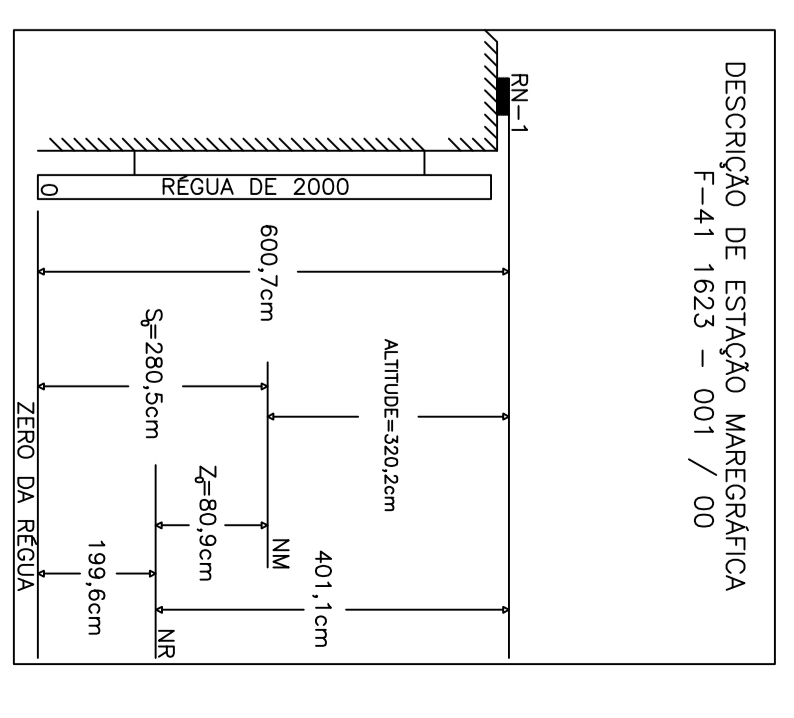 DESCRIÇÃO DE ESTAÇÃO MAREGRÁFICA
F-41 1623 - 001 / 00
RN-1
ALTITUDE=320,2cm
401,1cm
600,7cm
NM
S₀=280,5cm
Z₀=80,9cm
NR
199,6cm
RÉGUA DE 2000
0
ZERO DA RÉGUA